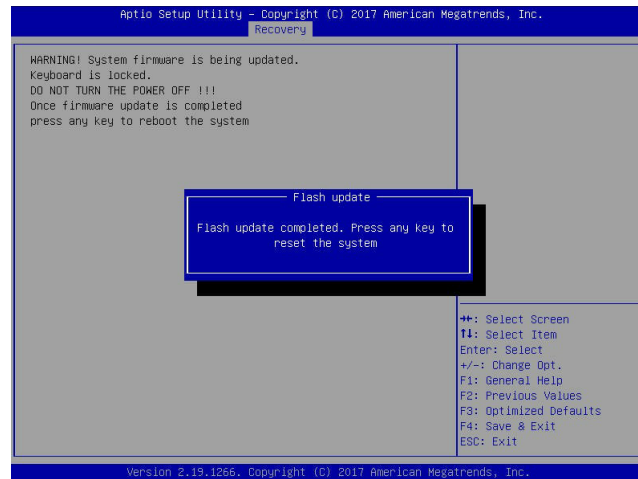 Aptio Setup Utility – Copyright (C) 2017 American Megatrends, Inc.
Recovery
WARNING! System firmware is being updated.
Keyboard is locked.
DO NOT TURN THE POWER OFF !!!
Once firmware update is completed
press any key to reboot the system
Flash update
Flash update completed. Press any key to
reset the system
→←: Select Screen
↑↓: Select Item
Enter: Select
+/-: Change Opt.
F1: General Help
F2: Previous Values
F3: Optimized Defaults
F4: Save & Exit
ESC: Exit
Version 2.19.1266. Copyright (C) 2017 American Megatrends, Inc.